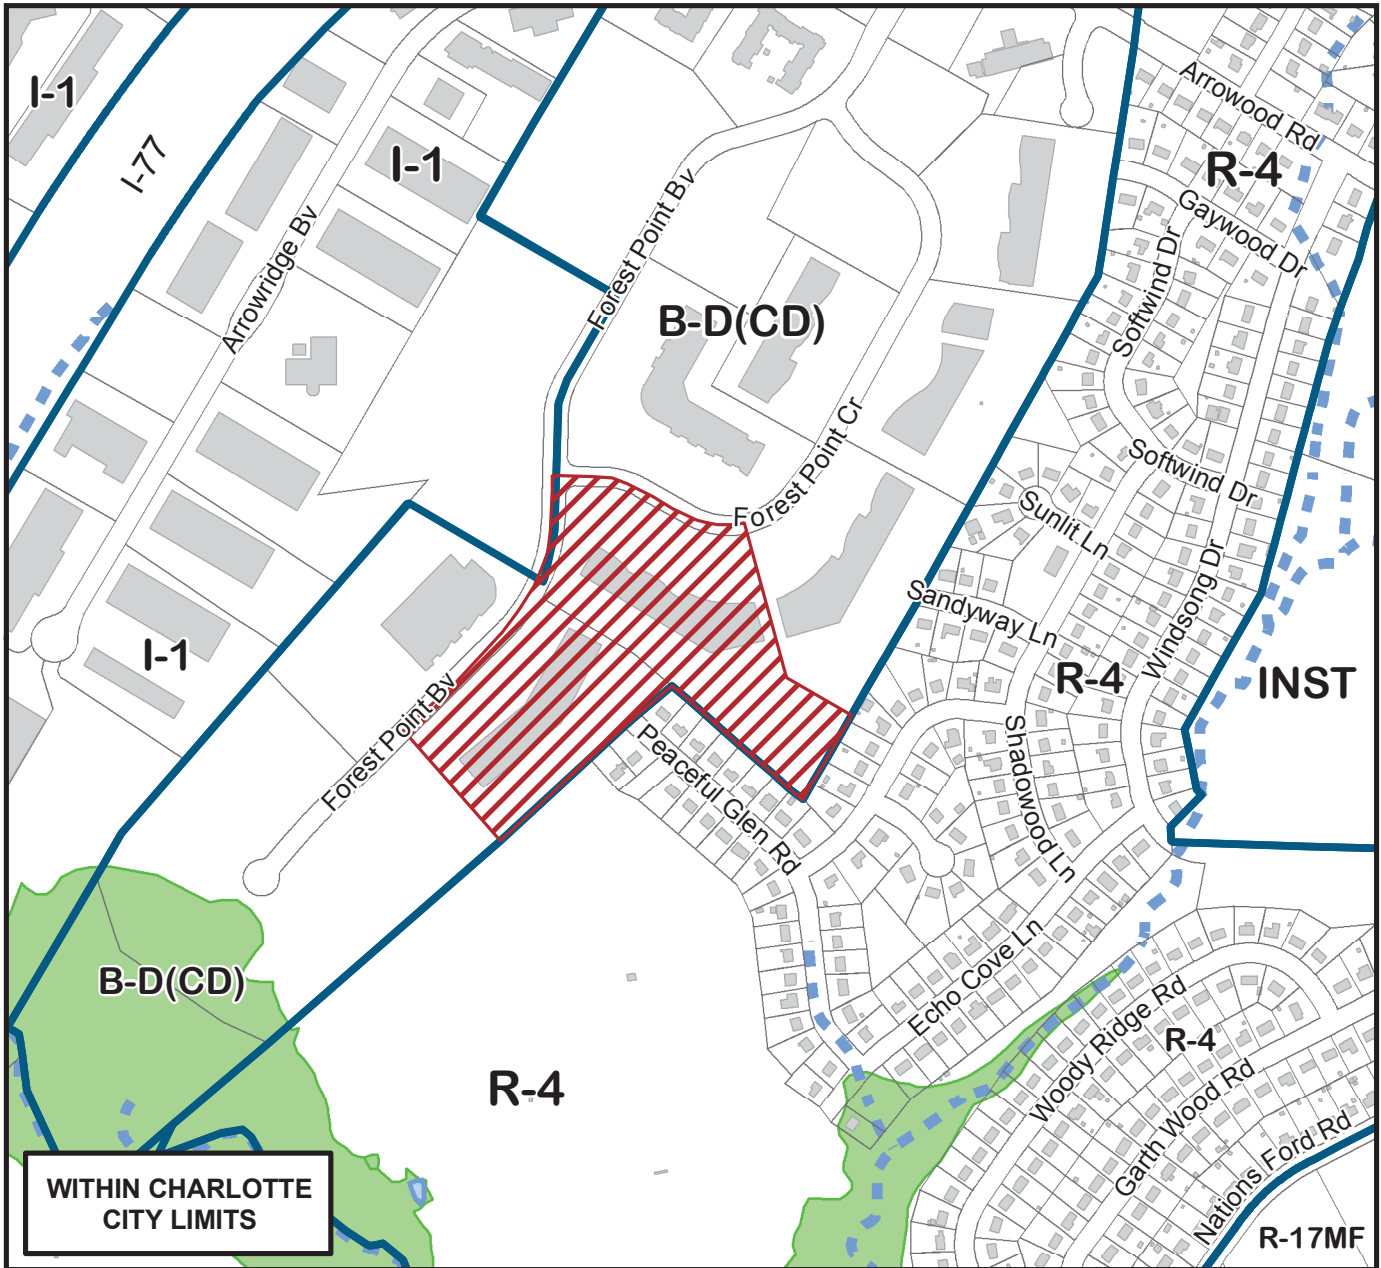 I-1
I-77
Arrowridge Bv
I-1
Forest Point Bv
B-D(CD)
Forest Point Cr
Arrowood Rd
R-4
Gaywood Dr
Softwind Dr
Softwind Dr
Sunlit Ln
Sandyway Ln
Windsong Dr
R-4
INST
I-1
Forest Point Bv
Peaceful Glen Rd
Shadowood Ln
Echo Cove Ln
B-D(CD)
R-4
Woody Ridge Rd
R-4
Garth Wood Rd
Nations Ford Rd
R-17MF
WITHIN CHARLOTTE
CITY LIMITS